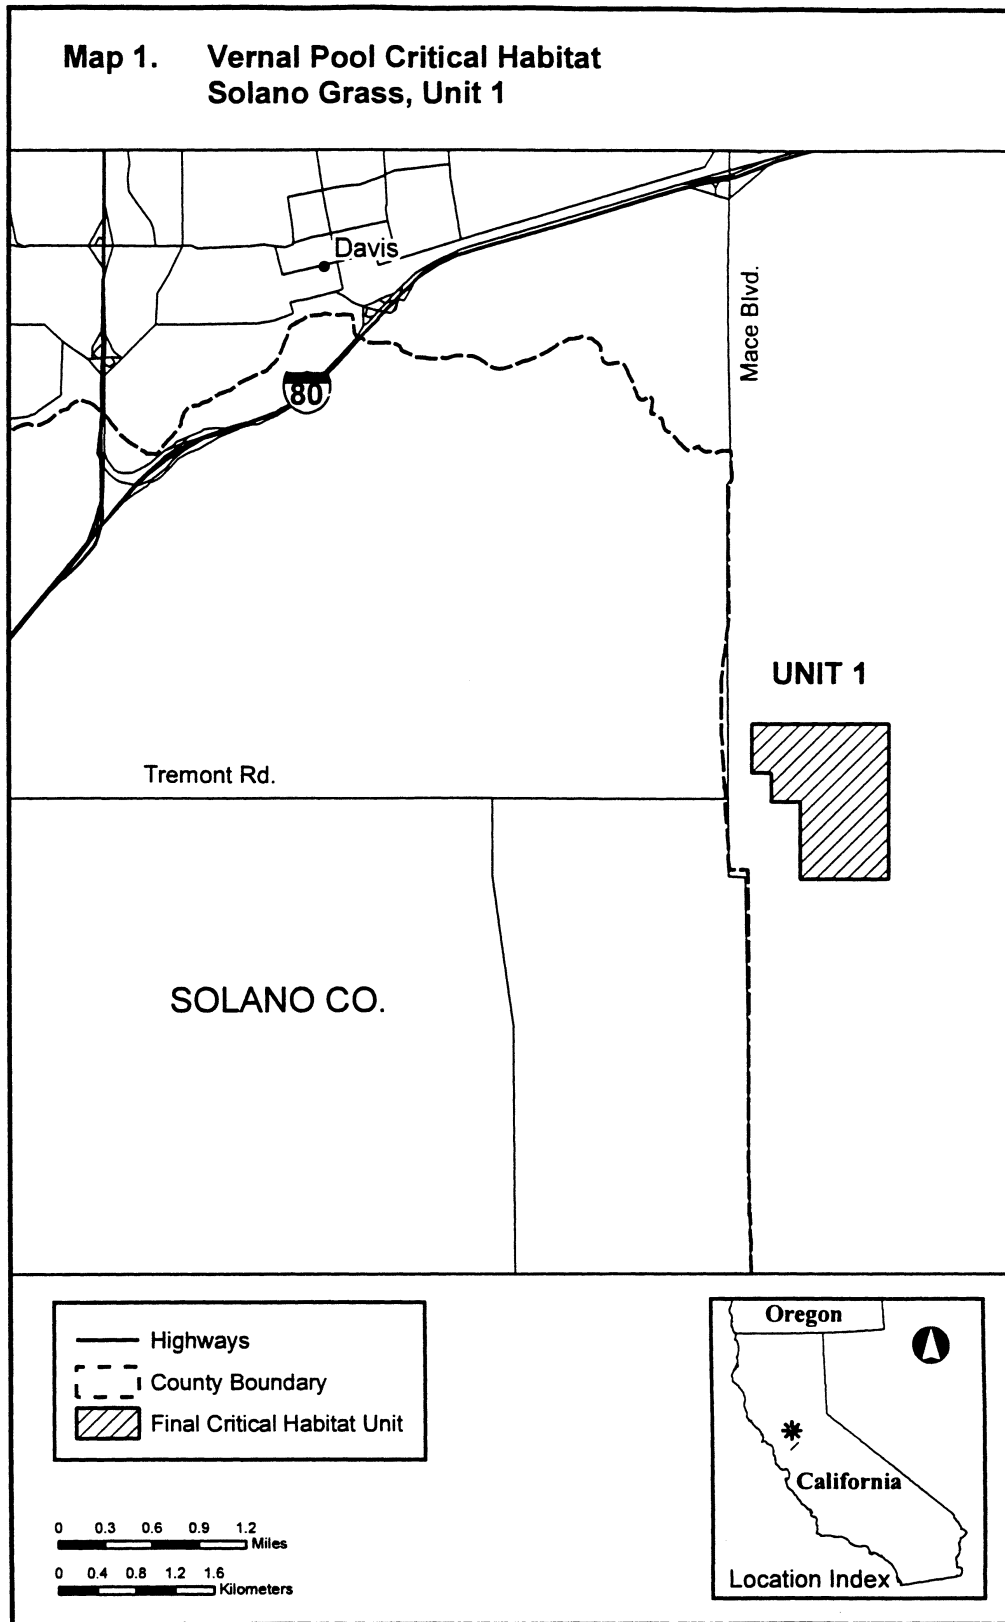 Map 1. Vernal Pool Critical Habitat
Solano Grass, Unit 1
Davis
Mace Blvd.
80
UNIT 1
Tremont Rd.
SOLANO CO.
Highways
County Boundary
Final Critical Habitat Unit
0 0.3 0.6 0.9 1.2
Miles
0 0.4 0.8 1.2 1.6
Kilometers
Oregon
California
Location Index